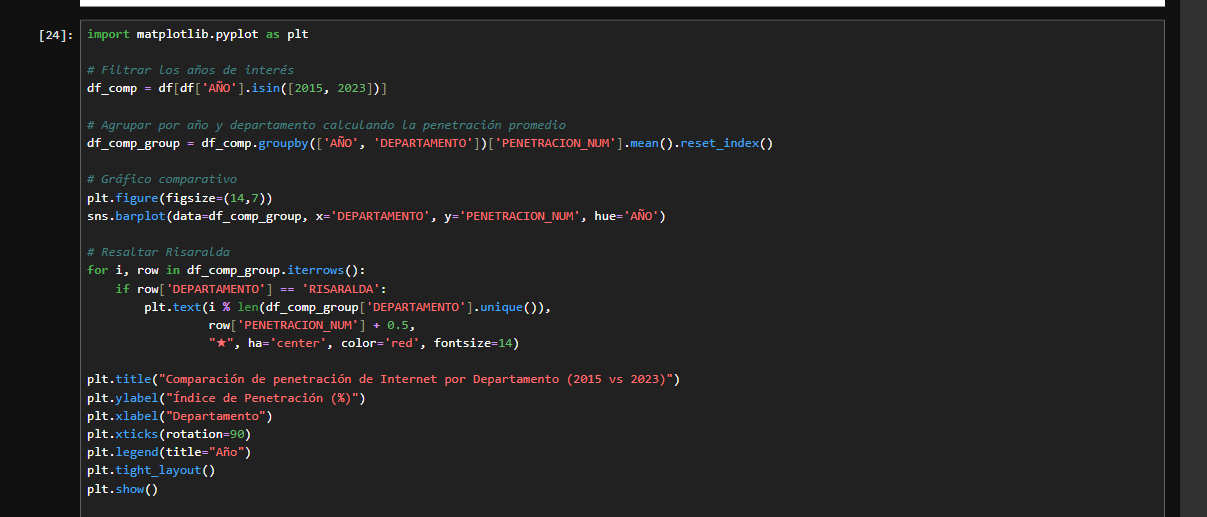 [24]: import matplotlib.pyplot as plt
# Filtrar los años de interés
df_comp = df[df['AÑO'].isin([2015, 2023])]
# Agrupar por año y departamento calculando la penetración promedio
df_comp_group = df_comp.groupby(['AÑO', 'DEPARTAMENTO'])['PENETRACION_NUM'].mean().reset_index()
# Gráfico comparativo
plt.figure(figsize=(14,7))
sns.barplot(data=df_comp_group, x='DEPARTAMENTO', y='PENETRACION_NUM', hue='AÑO')
# Resaltar Risaralda
for i, row in df_comp_group.iterrows():
    if row['DEPARTAMENTO'] == 'RISARALDA':
        plt.text(i % len(df_comp_group['DEPARTAMENTO'].unique()),
                 row['PENETRACION_NUM'] + 0.5,
                 "★", ha='center', color='red', fontsize=14)
plt.title("Comparación de penetración de Internet por Departamento (2015 vs 2023)")
plt.ylabel("Índice de Penetración (%)")
plt.xlabel("Departamento")
plt.xticks(rotation=90)
plt.legend(title="Año")
plt.tight_layout()
plt.show()